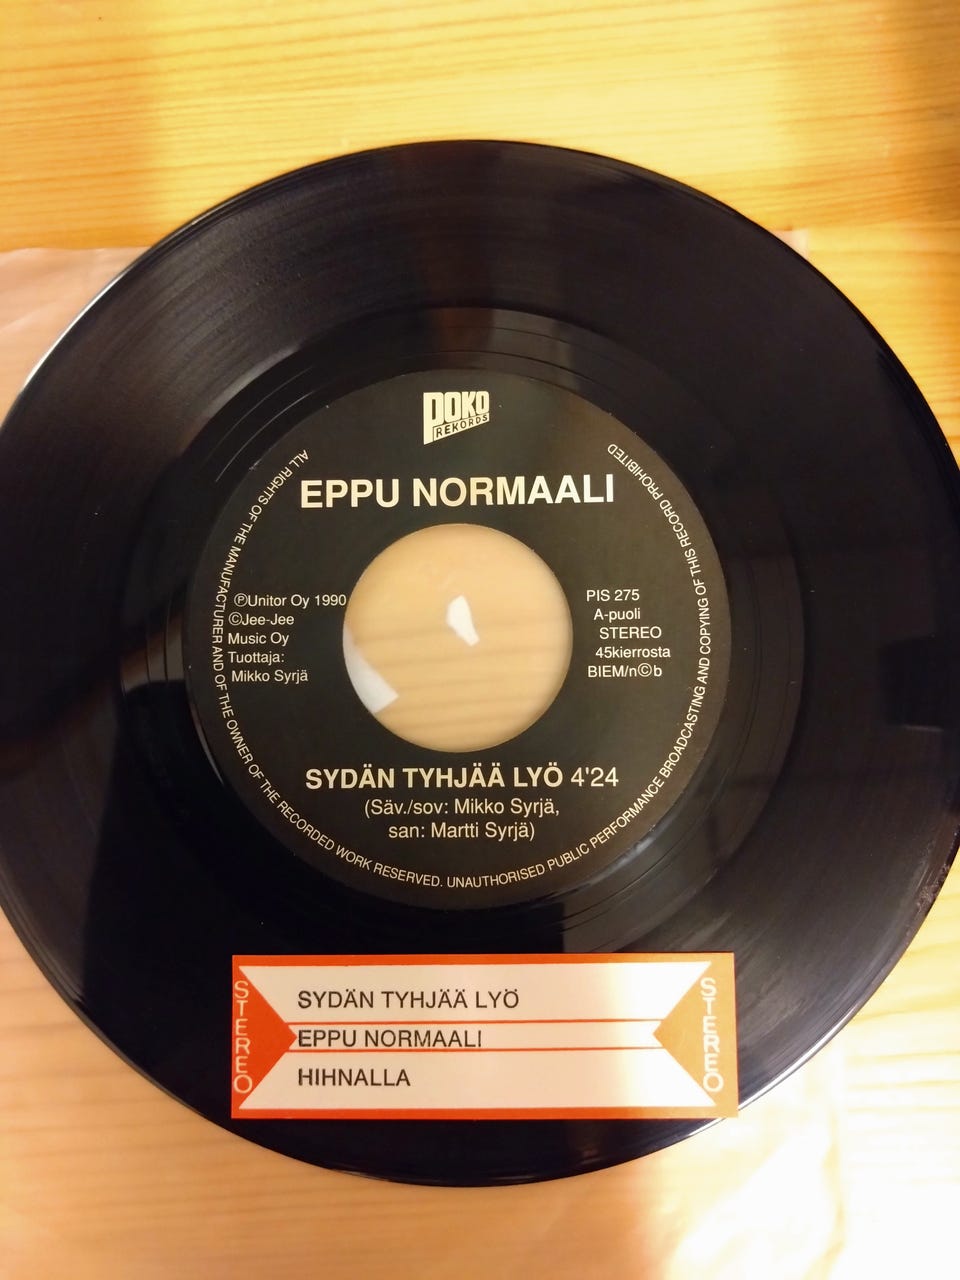 POKO
REKORDS
EPPU NORMAALI
ALL RIGHTS OF THE MANUFACTURER AND OF THE OWNER OF THE RECORDED WORK RESERVED. UNAUTHORISED PUBLIC PERFORMANCE BROADCASTING AND COPYING OF THIS RECORD PROHIBITED
ⓅUnitor Oy 1990
©Jee-Jee
Music Oy
Tuottaja:
Mikko Syrjä
PIS 275
A-puoli
STEREO
45kierrosta
BIEM/n©b
SYDÄN TYHJÄÄ LYÖ 4'24
(Säv./sov: Mikko Syrjä,
san: Martti Syrjä)
STEREO
SYDÄN TYHJÄÄ LYÖ
EPPU NORMAALI
HIHNALLA
STEREO